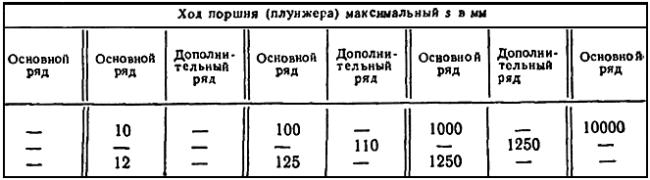 Ход поршня (плунжера) максимальный s в мм
Основной ряд | Основной ряд | Дополни-тельный ряд | Основной ряд | Дополни-тельный ряд | Основной ряд | Дополни-тельный ряд | Основной ряд
— | 10 | — | 100 | — | 1000 | — | 10000
— | — | — | — | 110 | — | 1250 | —
— | 12 | — | 125 | — | 1250 | — | —